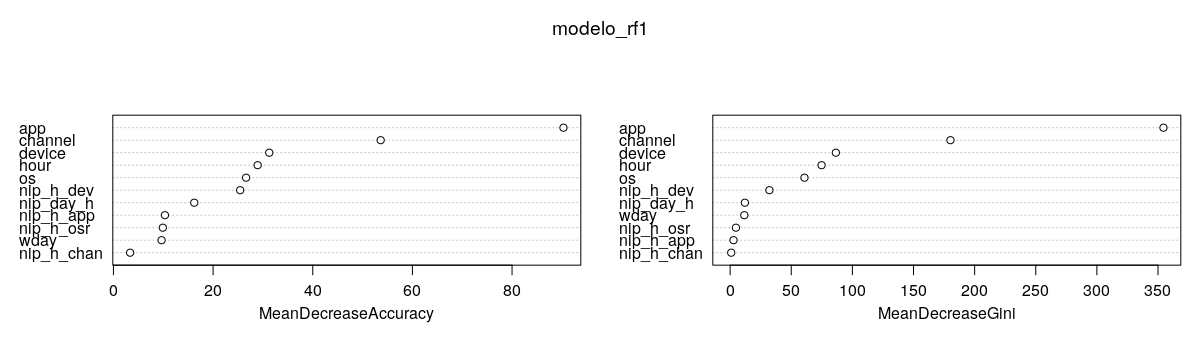 modelo_rf1
app
channel
device
hour
os
nip_h_dev
nip_day_h
nip_h_app
nip_h_osr
wday
nip_h_chan
0 20 40 60 80
MeanDecreaseAccuracy
app
channel
device
hour
os
nip_h_dev
nip_day_h
wday
nip_h_osr
nip_h_app
nip_h_chan
0 50 100 150 200 250 300 350
MeanDecreaseGini